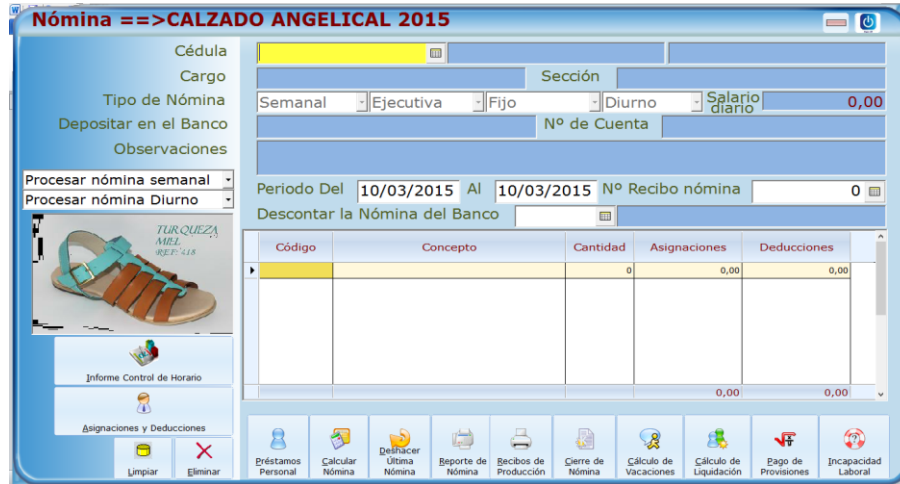 Nómina ==>CALZADO ANGELICAL 2015
Cédula
Cargo
Sección
Tipo de Nómina
Semanal Ejecutiva Fijo Diurno Salario diario 0,00
Depositar en el Banco
Nº de Cuenta
Observaciones
Procesar nómina semanal
Procesar nómina Diurno
Periodo Del 10/03/2015 Al 10/03/2015 Nº Recibo nómina 0
Descontar la Nómina del Banco
TURQUEZA
MIEL
REF: 418
Código Concepto Cantidad Asignaciones Deducciones
0 0,00 0,00
0,00 0,00
Informe Control de Horario
Asignaciones y Deducciones
Limpiar Eliminar
Préstamos Personal
Calcular Nómina
Deshacer Última Nómina
Reporte de Nómina
Recibos de Producción
Cierre de Nómina
Cálculo de Vacaciones
Cálculo de Liquidación
Pago de Provisiones
Incapacidad Laboral